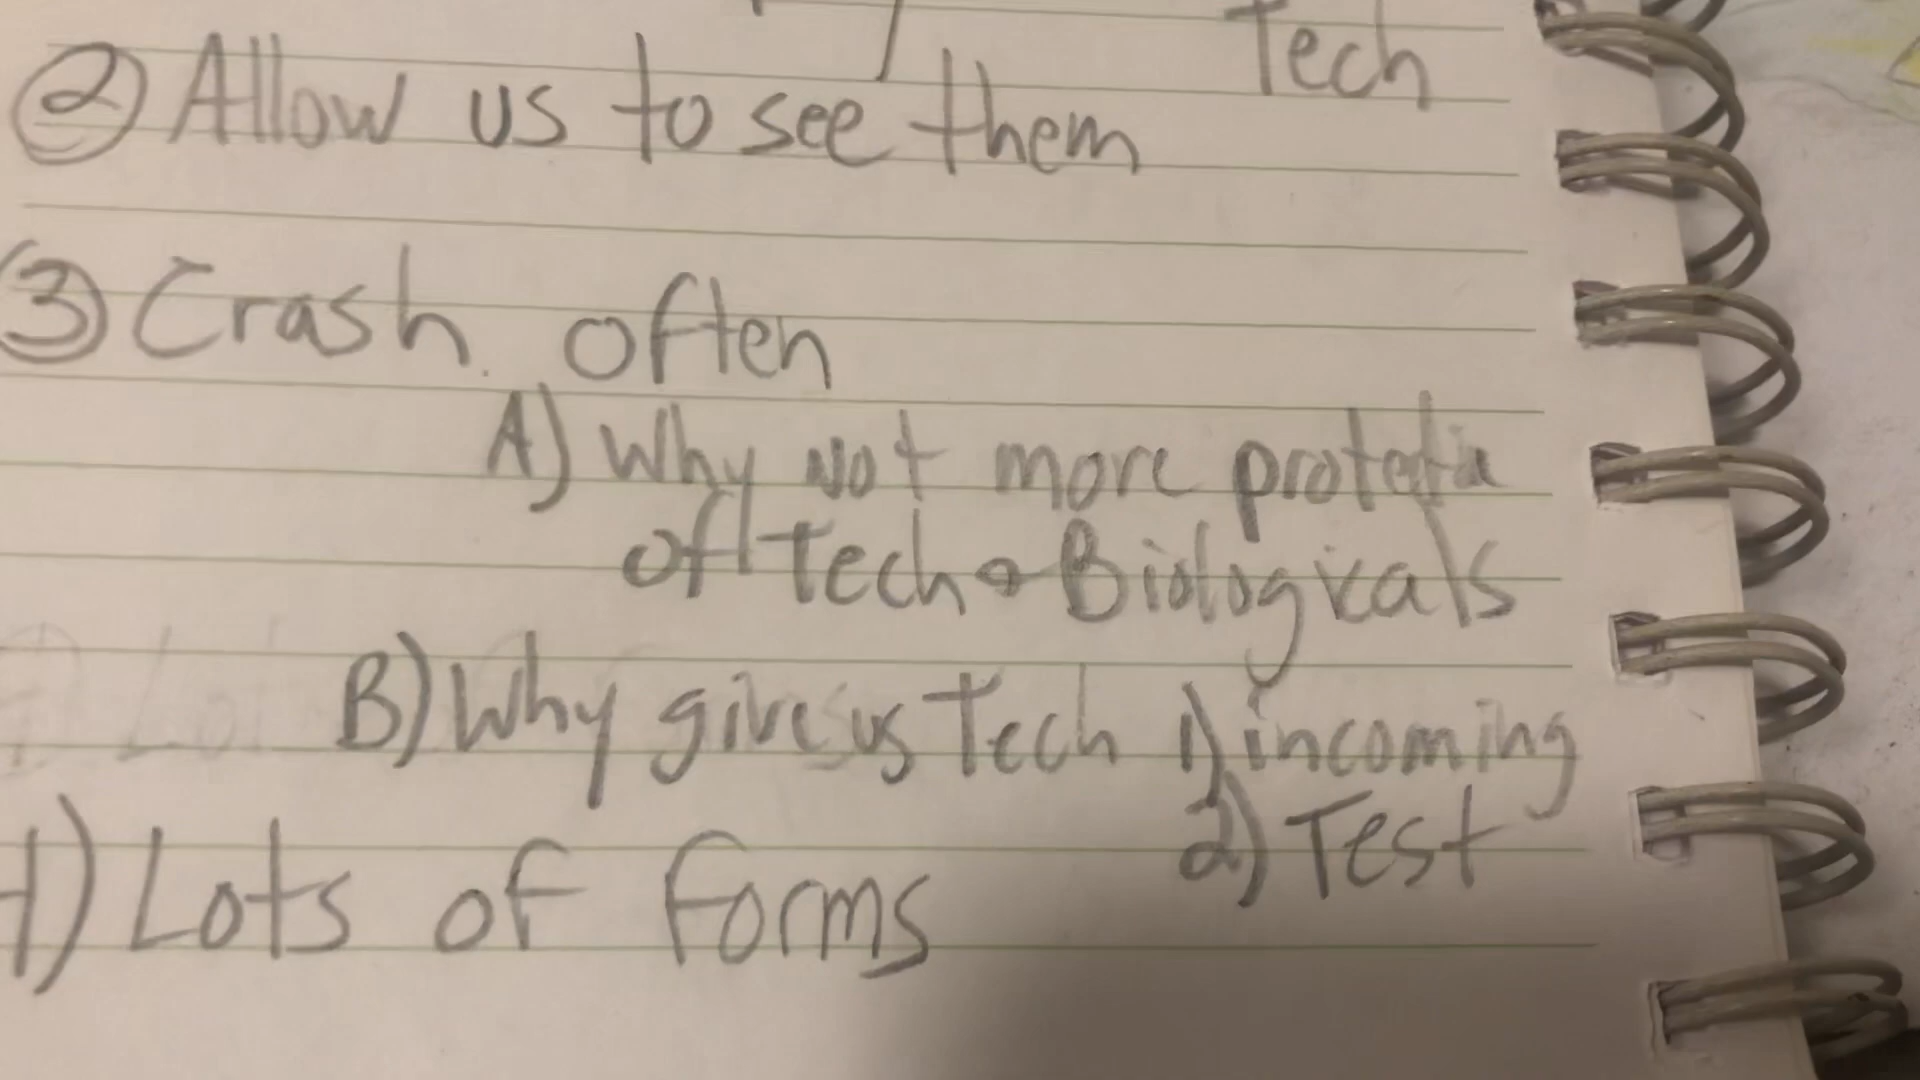 Tech
② Allow us to see them
③ Crash often
A) Why Not more
of Tech & Biologicals
B) Why give us Tech 1) incoming
2) Test
4) Lots of forms